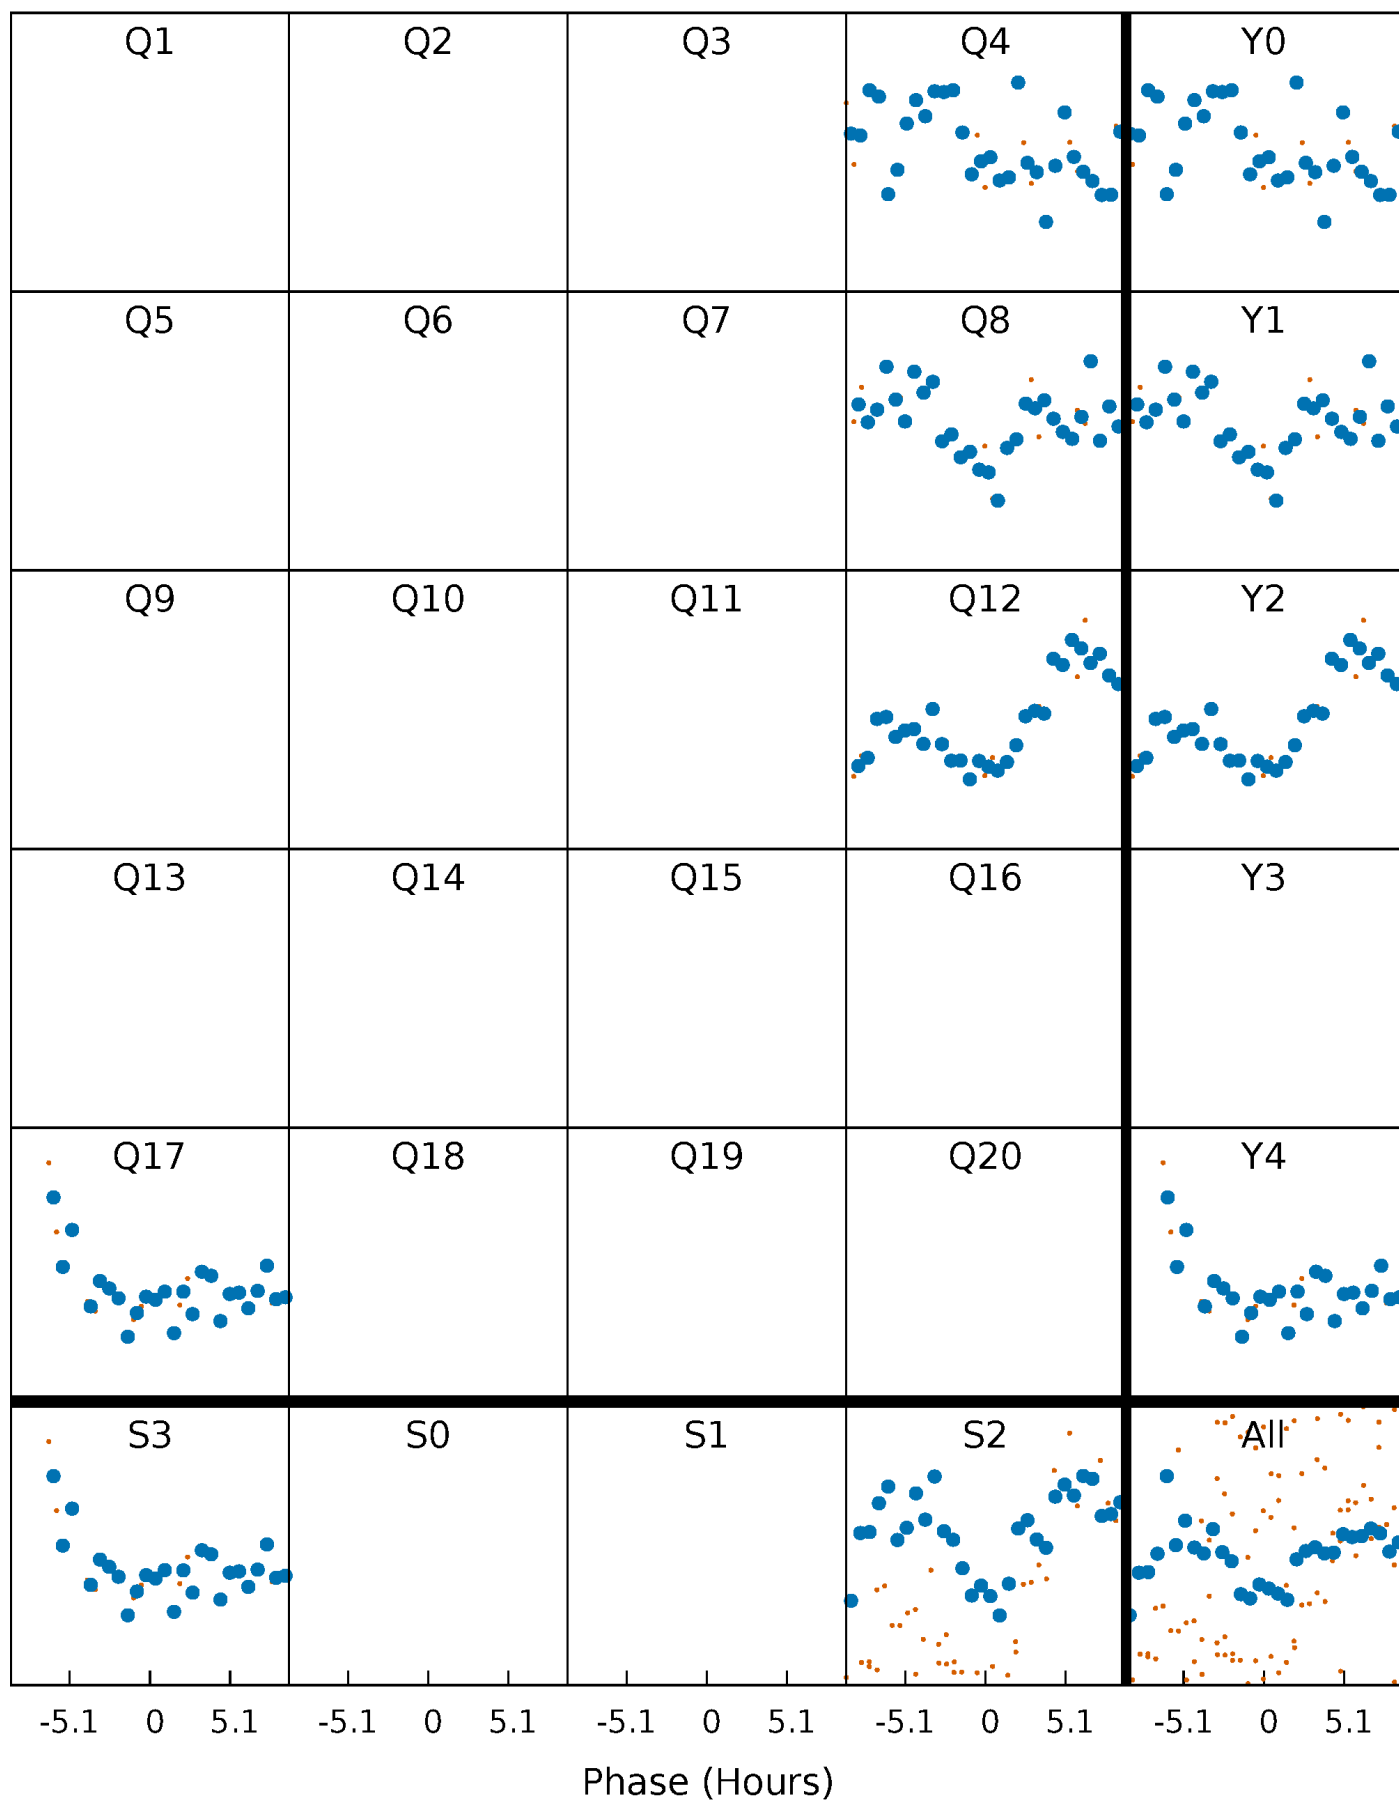 Q1 Q2 Q3 Q4 Y0
Q5 Q6 Q7 Q8 Y1
Q9 Q10 Q11 Q12 Y2
Q13 Q14 Q15 Q16 Y3
Q17 Q18 Q19 Q20 Y4
S3 S0 S1 S2 All
-5.1 0 5.1 -5.1 0 5.1 -5.1 0 5.1 -5.1 0 5.1 -5.1 0 5.1
Phase (Hours)